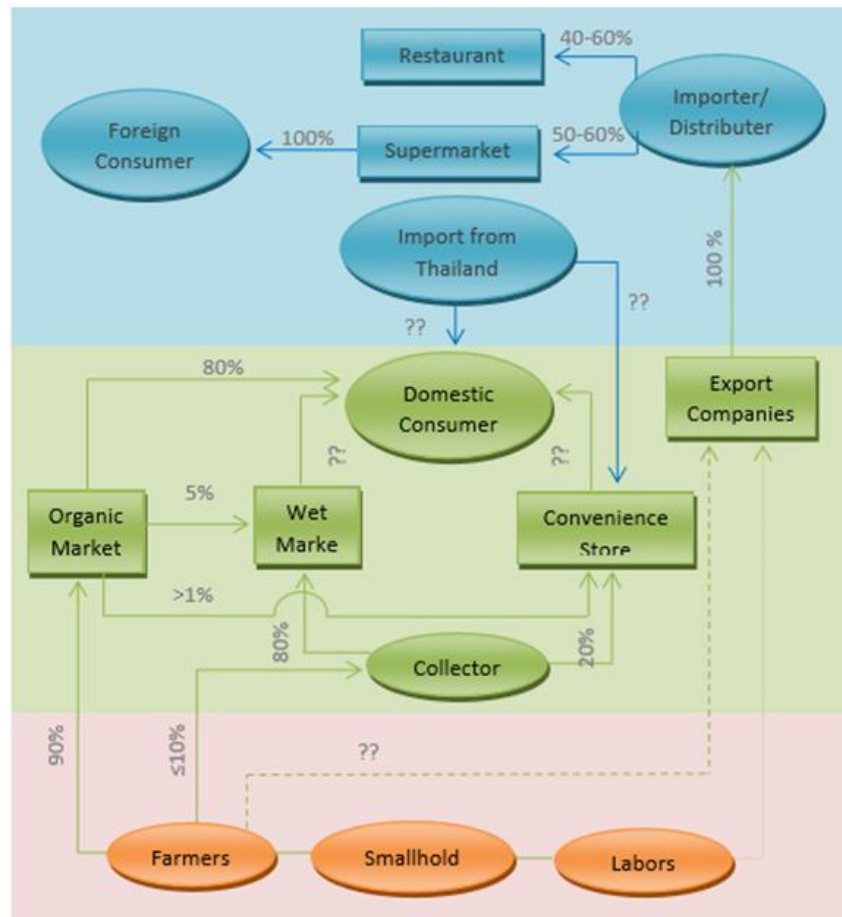 40-60%
Restaurant
Importer/
Distributer
Foreign
Consumer
100%
Supermarket
50-60%
Import from
Thailand
100 %
??
??
80%
Domestic
Consumer
Export
Companies
??
??
5%
Organic
Market
Wet
Marke
Convenience
Store
>1%
80%
Collector
20%
90%
≤10%
??
Farmers
Smallhold
Labors